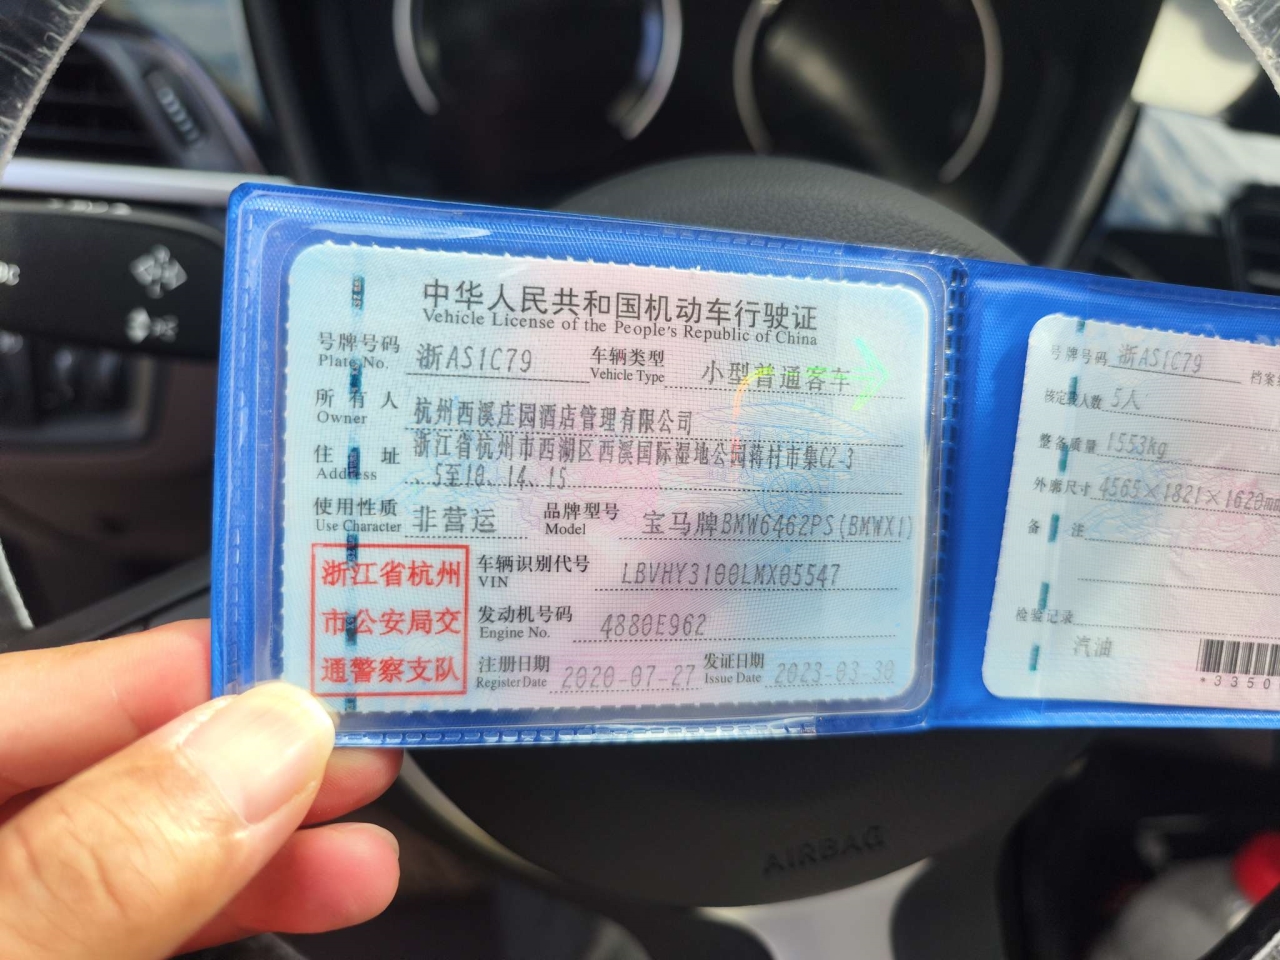 中华人民共和国机动车行驶证
Vehicle License of the People's Republic of China
号牌号码 浙AS1C79 车辆类型 小型普通客车
Plate No. Vehicle Type
所有人 杭州西溪庄园酒店管理有限公司
Owner
住址 浙江省杭州市西湖区西溪国际湿地公园蒋村市集C2-3
Address 、5至10、14、15
使用性质 非营运 品牌型号 宝马牌BMW6462PS(BMWX1)
Use Character Model
浙江省杭州
市公安局交
通警察支队
车辆识别代号 LBVHY3100LMX05547
VIN
发动机号码 4880E962
Engine No.
注册日期 2020-07-27 发证日期 2023-03-30
Register Date Issue Date
号牌号码 浙AS1C79 档案
核定载人数 5人
整备质量 1553kg
外廓尺寸 4565×1821×1620mm
备注
检验记录
汽油
*3350
AIRBAG